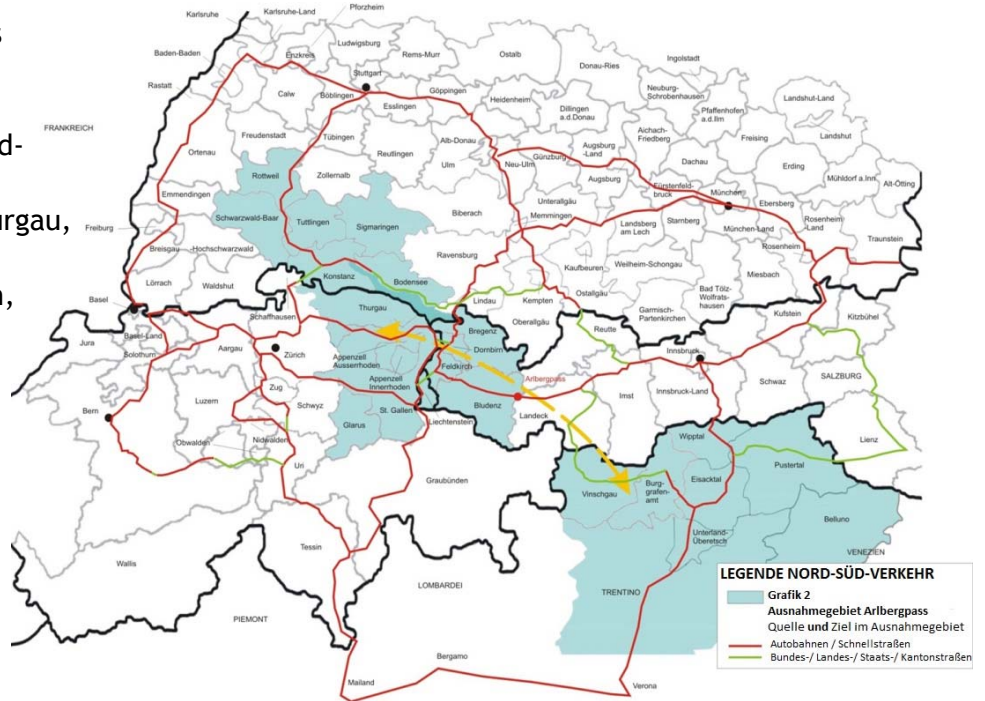 s
d-
urgau,
n,
Karlsruhe
Karlsruhe-Land
Pforzheim
Baden-Baden
Enzkreis
Ludwigsburg
Rems-Murr
Ostalb
Donau-Ries
Ingolstadt
Rastatt
Stuttgart
Calw
Böblingen
Esslingen
Göppingen
Heidenheim
Dillingen
a.d.Donau
Neuburg-
Schrobenhausen
Pfaffenhofen
a.d.Ilm
Landshut-Land
FRANKREICH
Freudenstadt
Tübingen
Reutlingen
Alb-Donau
Ulm
Neu-Ulm
Günzburg
Augsburg
-Land
Aichach-
Friedberg
Freising
Landshut
Ortenau
Rottweil
Zollernalb
Augsburg
Dachau
Erding
Mühldorf a.Inn
Alt-Ötting
Emmendingen
Schwarzwald-Baar
Tuttlingen
Sigmaringen
Biberach
Unterallgäu
Memmingen
Fürstenfeld-
bruck
München
Ebersberg
Freiburg
Breisgau
-Hochschwarzwald
Landsberg
am Lech
Starnberg
München-Land
Rosenheim
-Land
Rosenheim
Traunstein
Lörrach
Waldshut
Konstanz
Bodensee
Ravensburg
Kaufbeuren
Weilheim-Schongau
Bad Tölz-
Wolfrats-
hausen
Miesbach
Basel
Schaffhausen
Thurgau
Lindau
Kempten
Oberallgäu
Ostallgäu
Garmisch-
Partenkirchen
Kufstein
Kitzbühel
Jura
Basel-Land
Solothurn
Aargau
Zürich
Appenzell
Ausserrhoden
Bregenz
Dornbirn
Reutte
Innsbruck
Zug
Appenzell
Innerrhoden
Feldkirch
Arlbergpass
Imst
Innsbruck-Land
Schwaz
SALZBURG
Bern
Luzern
Schwyz
Glarus
St. Gallen
Liechtenstein
Bludenz
Landeck
Lienz
Obwalden
Nidwalden
Uri
Graubünden
Wipptal
Eisacktal
Pustertal
Vinschgau
Burg-
grafen-
amt
Belluno
Wallis
Tessin
Unterland-
Überetsch
VENEZIEN
LOMBARDEI
TRENTINO
PIEMONT
Bergamo
Mailand
Verona
LEGENDE NORD-SÜD-VERKEHR
Grafik 2
Ausnahmegebiet Arlbergpass
Quelle und Ziel im Ausnahmegebiet
Autobahnen / Schnellstraßen
Bundes-/ Landes-/ Staats-/ Kantonstraßen